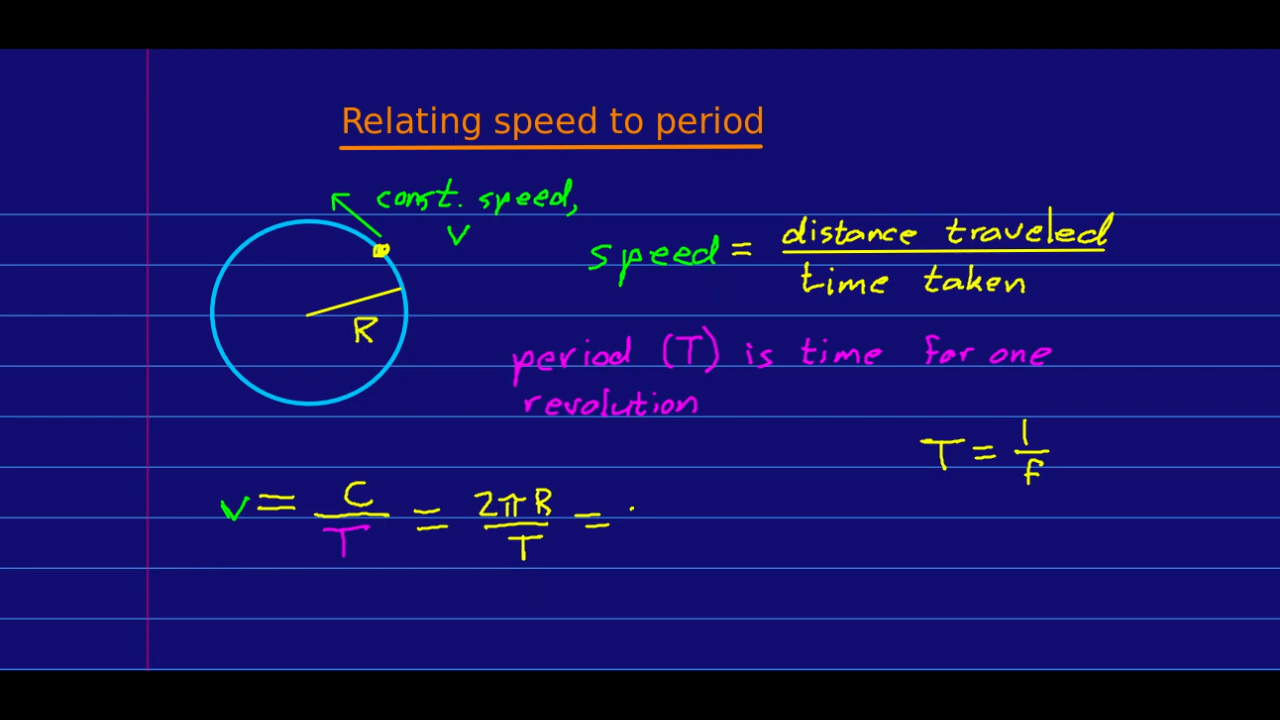 Relating speed to period
const. speed,
v
speed = distance traveled / time taken
R
period (T) is time for one
revolution
T = 1/f
v = C/T = 2πR/T =